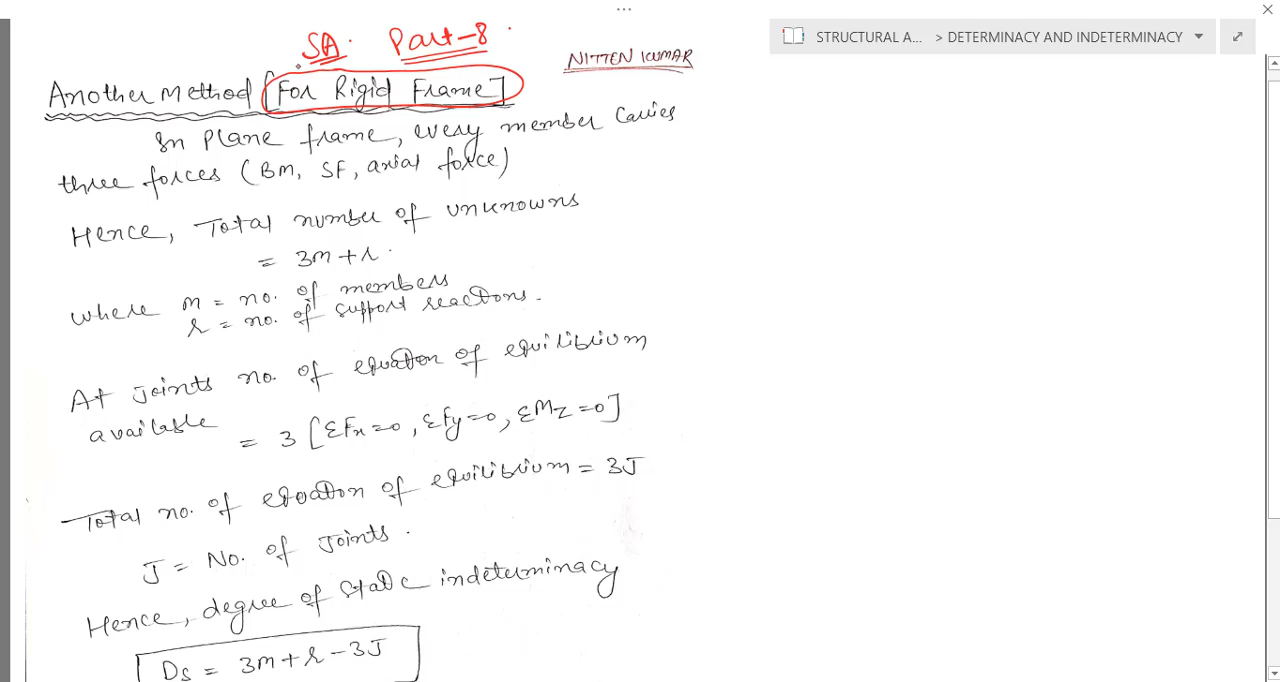 ...
STRUCTURAL A... > DETERMINACY AND INDETERMINACY
SA. Part-8
NITTEN KUMAR
Another Method [For Rigid Frame]
In Plane frame, every member Carries
three forces (BM, SF, axial force)
Hence, Total number of unknowns
= 3m + r.
where m = no. of members
r = no. of support reactions.
At Joints no. of equation of equilibrium
available
= 3 [ΣFx=0, ΣFy=0, ΣMz=0]
Total no. of equation of equilibrium = 3J
J = No. of Joints.
Hence, degree of Static indeterminacy
Ds = 3m + r - 3J